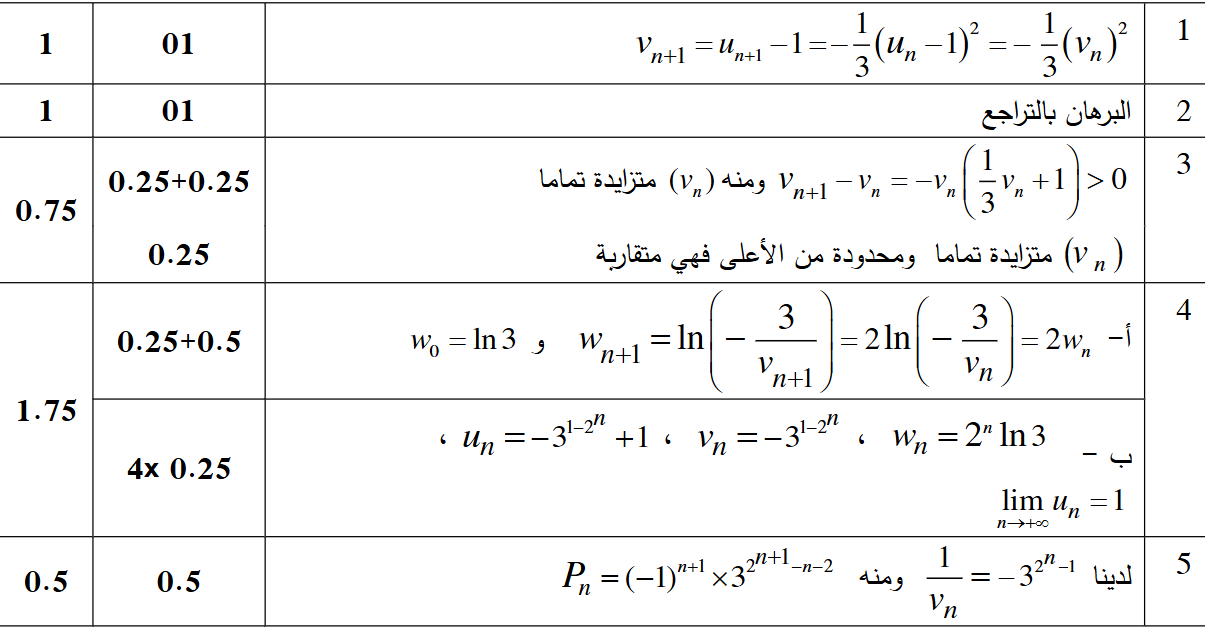 1 $v_{n+1} = u_{n+1} - 1 = -\frac{1}{3}(u_n - 1)^2 = -\frac{1}{3}(v_n)^2$ 01 1
2 البرهان بالتراجع 01 1
3 $v_{n+1} - v_n = -v_n\left(\frac{1}{3}v_n + 1\right) > 0$ ومنه $(v_n)$ متزايدة تماما 0.25+0.25 0.75
$(v_n)$ متزايدة تماما ومحدودة من الأعلى فهي متقاربة 0.25
4 أ- $w_{n+1} = \ln\left(-\frac{3}{v_{n+1}}\right) = 2\ln\left(-\frac{3}{v_n}\right) = 2w_n$ و $w_0 = \ln 3$ 0.25+0.5 1.75
ب - $w_n = 2^n \ln 3$ ، $v_n = -3^{1-2^n}$ ، $u_n = -3^{1-2^n} + 1$ ، 4x 0.25
$\lim_{n \to +\infty} u_n = 1$
5 لدينا $\frac{1}{v_n} = -3^{2^n - 1}$ ومنه $P_n = (-1)^{n+1} \times 3^{2^{n+1} - n - 2}$ 0.5 0.5